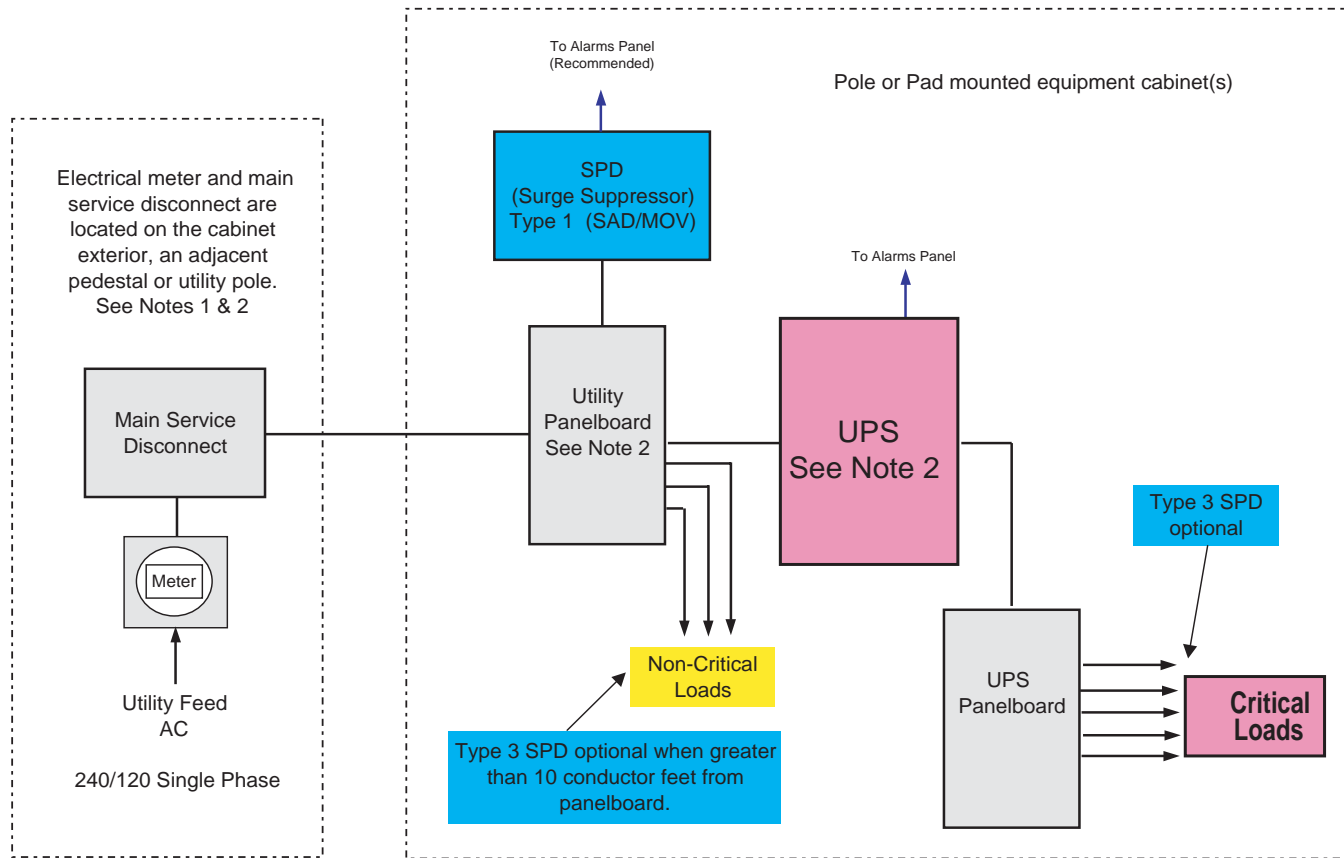 To Alarms Panel
(Recommended)
Pole or Pad mounted equipment cabinet(s)
Electrical meter and main
service disconnect are
located on the cabinet
exterior, an adjacent
pedestal or utility pole.
See Notes 1 & 2
SPD
(Surge Suppressor)
Type 1 (SAD/MOV)
To Alarms Panel
Main Service
Disconnect
Utility
Panelboard
See Note 2
UPS
See Note 2
Type 3 SPD
optional
Meter
Non-Critical
Loads
UPS
Panelboard
Critical
Loads
Utility Feed
AC
240/120 Single Phase
Type 3 SPD optional when greater
than 10 conductor feet from
panelboard.